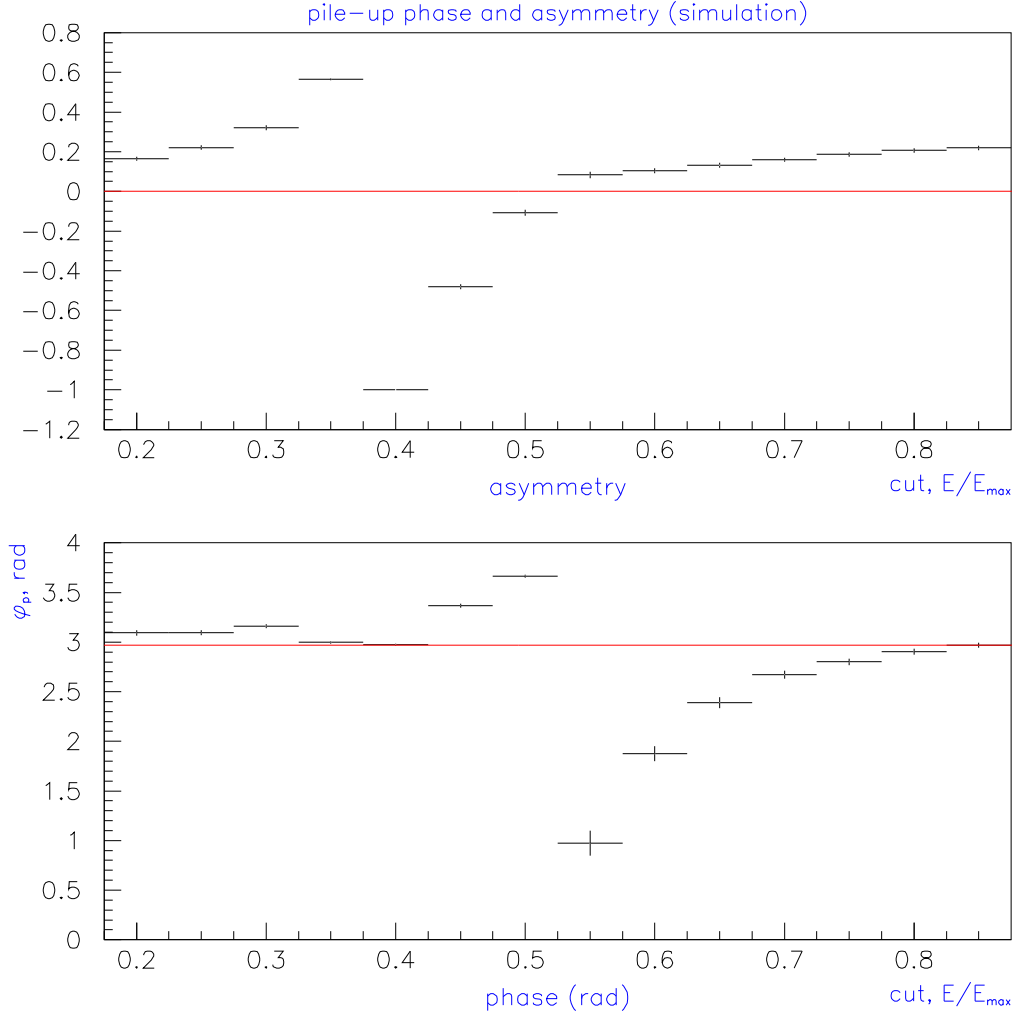 pile-up phase and asymmetry (simulation)
0.8
0.6
0.4
0.2
0
-0.2
-0.4
-0.6
-0.8
-1
-1.2
0.2 0.3 0.4 0.5 0.6 0.7 0.8
asymmetry
cut, E/Emax
φp, rad
4
3.5
3
2.5
2
1.5
1
0.5
0
0.2 0.3 0.4 0.5 0.6 0.7 0.8
phase (rad)
cut, E/Emax